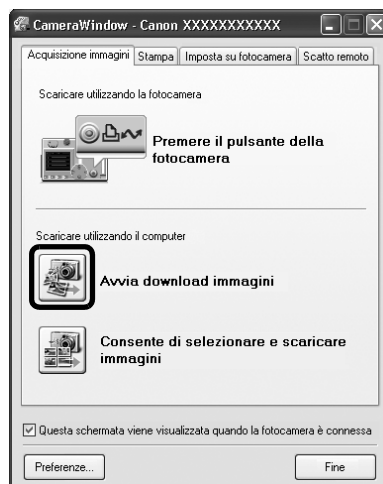 CameraWindow - Canon XXXXXXXXXXX
Acquisizione immagini Stampa Imposta su fotocamera Scatto remoto
Scaricare utilizzando la fotocamera
Premere il pulsante della
fotocamera
Scaricare utilizzando il computer
Avvia download immagini
Consente di selezionare e scaricare
immagini
Questa schermata viene visualizzata quando la fotocamera è connessa
Preferenze... Fine